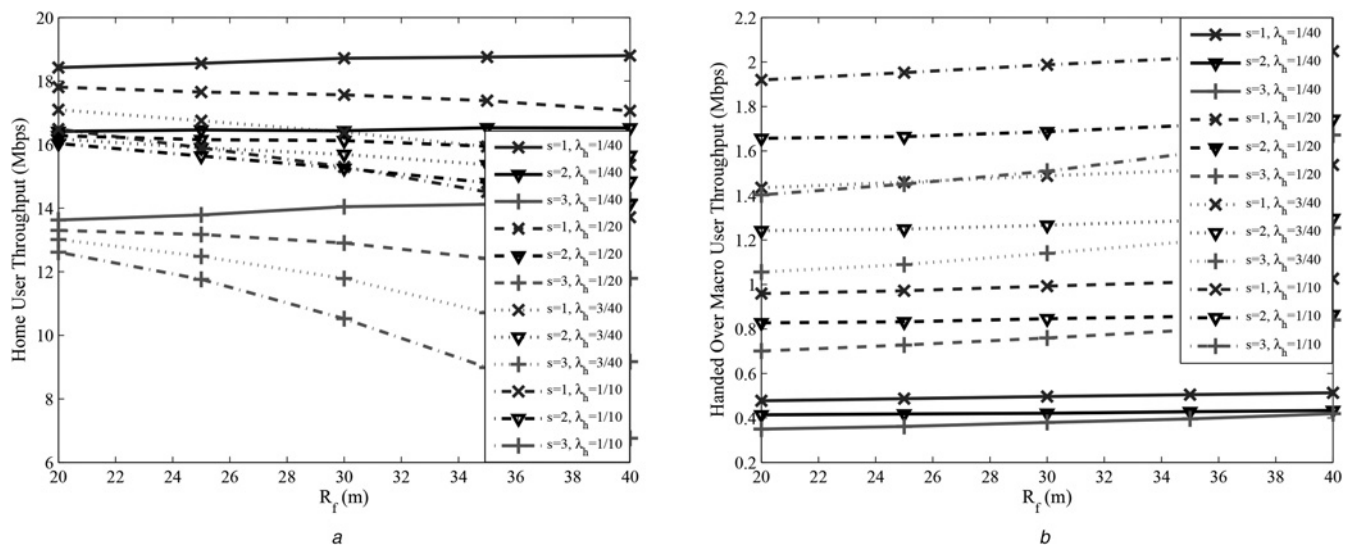 20
18
16
14
12
10
8
6
Home User Throughput (Mbps)
20 22 24 26 28 30 32 34 36 38 40
R_f (m)
s=1, λ_h=1/40
s=2, λ_h=1/40
s=3, λ_h=1/40
s=1, λ_h=1/20
s=2, λ_h=1/20
s=3, λ_h=1/20
s=1, λ_h=3/40
s=2, λ_h=3/40
s=3, λ_h=3/40
s=1, λ_h=1/10
s=2, λ_h=1/10
s=3, λ_h=1/10
a
2.2
2
1.8
1.6
1.4
1.2
1
0.8
0.6
0.4
0.2
Handed Over Macro User Throughput (Mbps)
20 22 24 26 28 30 32 34 36 38 40
R_f (m)
s=1, λ_h=1/40
s=2, λ_h=1/40
s=3, λ_h=1/40
s=1, λ_h=1/20
s=2, λ_h=1/20
s=3, λ_h=1/20
s=1, λ_h=3/40
s=2, λ_h=3/40
s=3, λ_h=3/40
s=1, λ_h=1/10
s=2, λ_h=1/10
s=3, λ_h=1/10
b